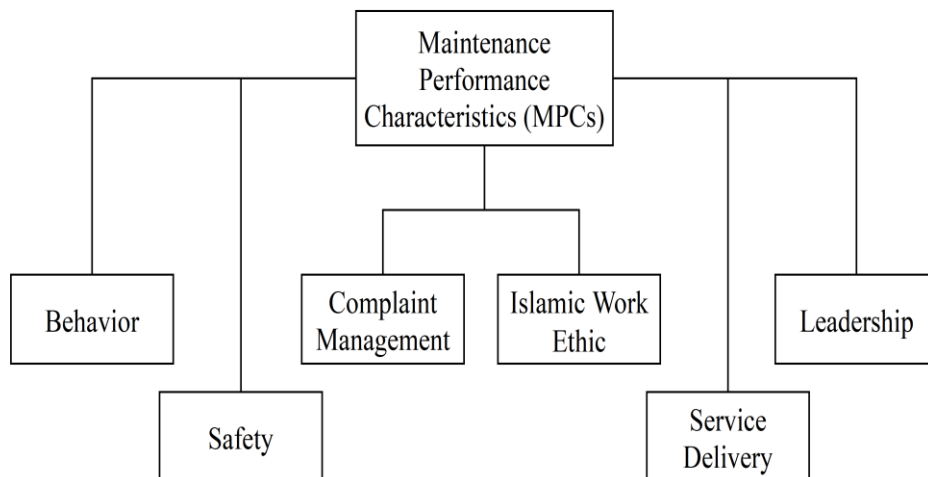 Maintenance
Performance
Characteristics (MPCs)
Behavior
Complaint
Management
Islamic Work
Ethic
Leadership
Safety
Service
Delivery